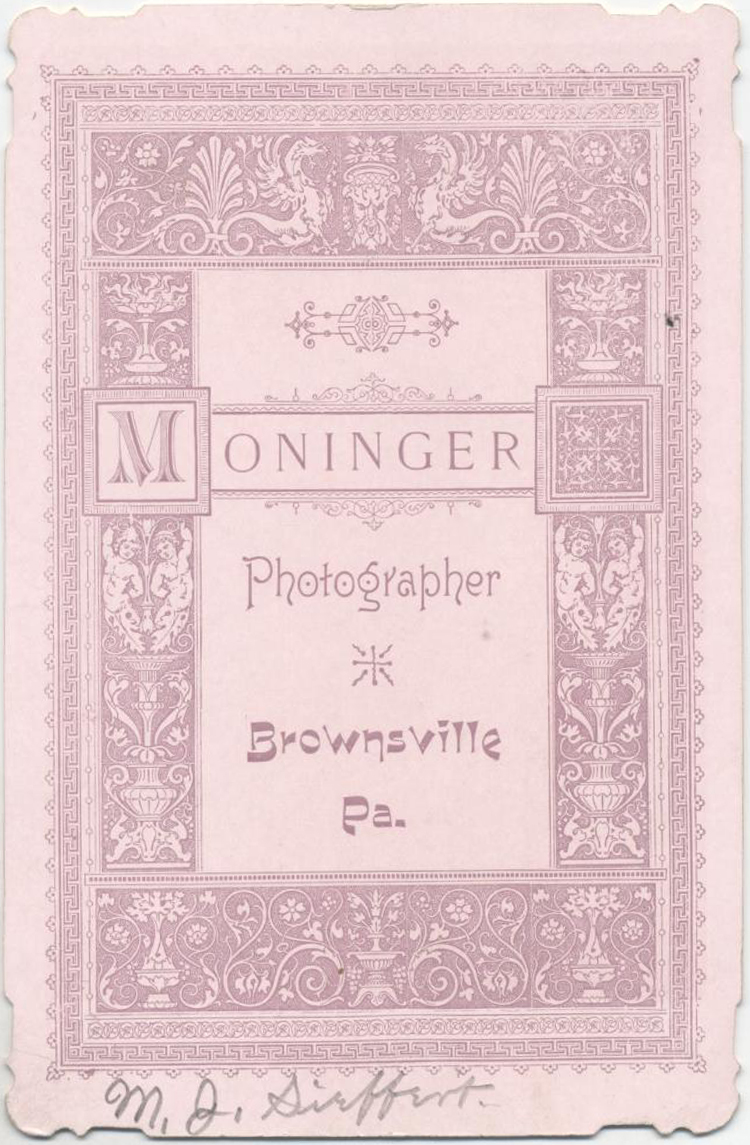 MONINGER
Photographer
Brownsville
Pa.
M. J. Sieffert.